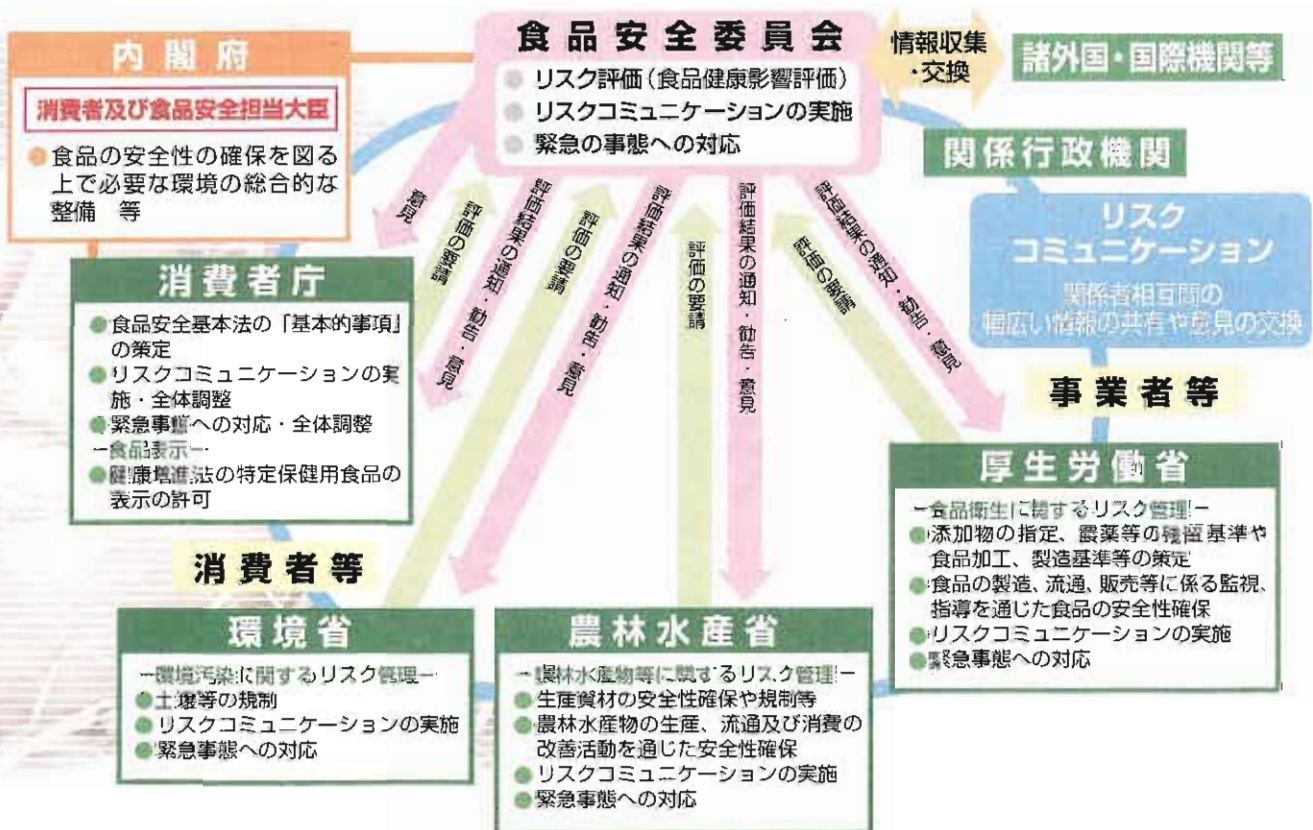 食品安全委員会
リスク評価(食品健康影響評価)
リスクコミュニケーションの実施
緊急の事態への対応
情報収集
・交換
諸外国・国際機関等
内閣府
消費者及び食品安全担当大臣
食品の安全性の確保を図る
上で必要な環境の総合的な
整備 等
関係行政機関
リスク
コミュニケーション
関係者相互間の
幅広い情報の共有や意見の交換
意見
評価の要請
評価結果の通知・勧告・意見
評価の要請
評価結果の通知・勧告・意見
評価の要請
評価結果の通知・勧告・意見
評価の要請
評価結果の通知・勧告・意見
消費者庁
●食品安全基本法の「基本的事項」
の策定
●リスクコミュニケーションの実
施・全体調整
●緊急事態への対応・全体調整
ー食品表示ー
●健康増進法の特定保健用食品の
表示の許可
事業者等
厚生労働省
ー食品衛生に関するリスク管理ー
●添加物の指定、農薬等の残留基準や
食品加工、製造基準等の策定
●食品の製造、流通、販売等に係る監視、
指導を通じた食品の安全性確保
●リスクコミュニケーションの実施
●緊急事態への対応
消費者等
環境省
ー環境汚染に関するリスク管理ー
●土壌等の規制
●リスクコミュニケーションの実施
●緊急事態への対応
農林水産省
ー農林水産物等に関するリスク管理ー
●生産資材の安全性確保や規制等
●農林水産物の生産、流通及び消費の
改善活動を通じた安全性確保
●リスクコミュニケーションの実施
●緊急事態への対応